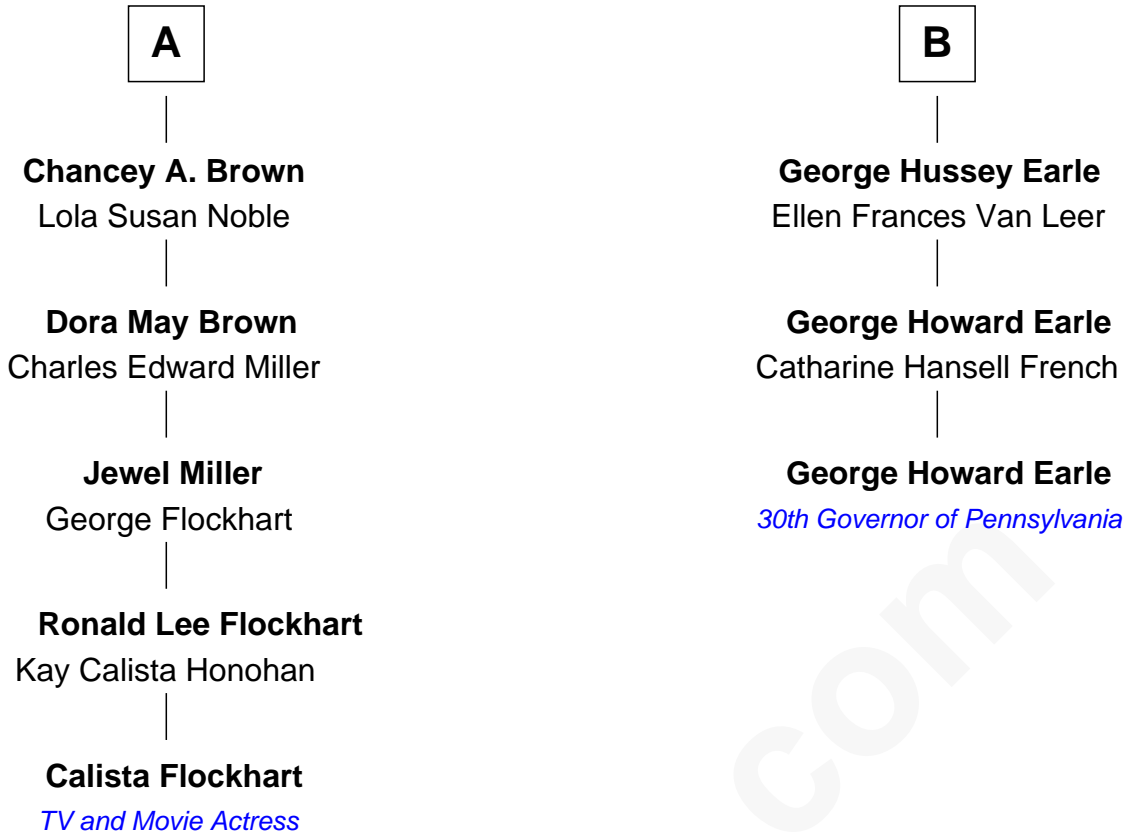 A
Chancey A. Brown
Lola Susan Noble
Dora May Brown
Charles Edward Miller
Jewel Miller
George Flockhart
Ronald Lee Flockhart
Kay Calista Honohan
Calista Flockhart
TV and Movie Actress
B
George Hussey Earle
Ellen Frances Van Leer
George Howard Earle
Catharine Hansell French
George Howard Earle
30th Governor of Pennsylvania
com